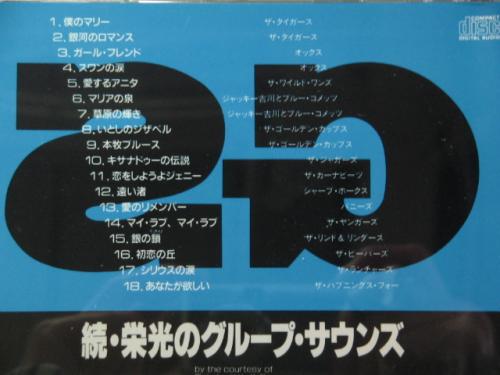 COMPACT
disc
DIGITAL AUDIO
GS
1. 僕のマリー ザ・タイガース
2. 銀河のロマンス ザ・タイガース
3. ガール・フレンド オックス
4. スワンの涙 オックス
5. 愛するアニタ ザ・ワイルド・ワンズ
6. マリアの泉 ジャッキー吉川とブルー・コメッツ
7. 草原の輝き ジャッキー吉川とブルー・コメッツ
8. いとしのジザベル ザ・ゴールデン・カップス
9. 本牧ブルース ザ・ゴールデン・カップス
10. キサナドゥーの伝説 ザ・ジャガーズ
11. 恋をしようよジェニー ザ・カーナビーツ
12. 遠い渚 シャープ・ホークス
13. 愛のリメンバー バニーズ
14. マイ・ラブ、マイ・ラブ ザ・ヤンガース
15. 銀の鎖 ザ・リンド&リンダース
16. 初恋の丘 ザ・ビーバーズ
17. シリウスの涙 ザ・ランチャーズ
18. あなたが欲しい ザ・ハプニングス・フォー
続・栄光のグループ・サウンズ
by the courtesy of